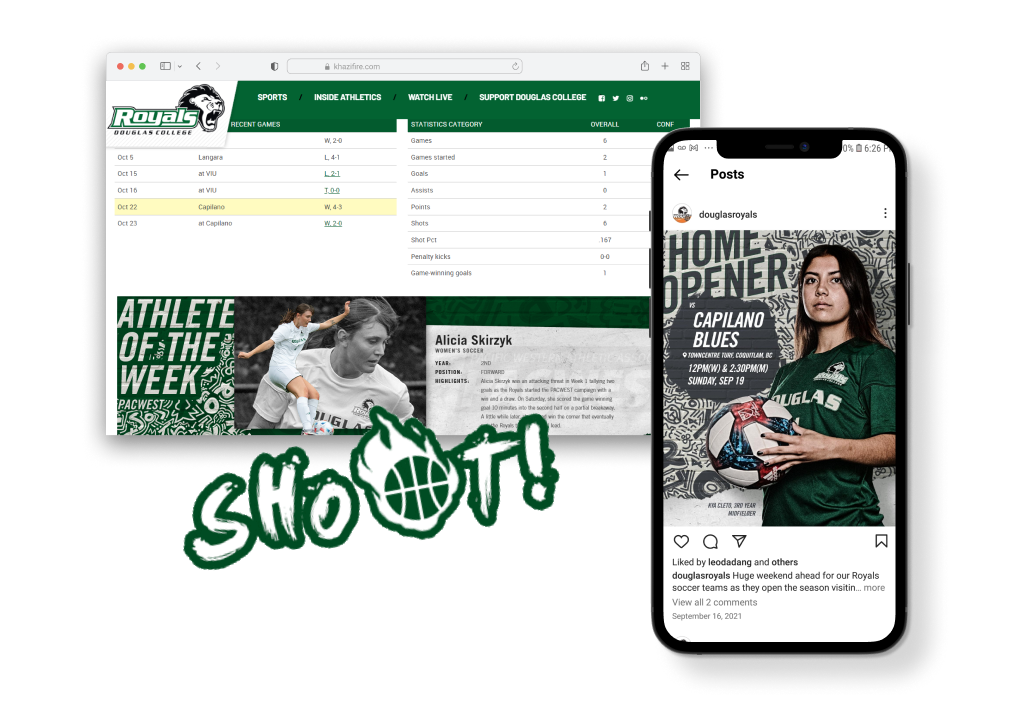 khazifire.com
Royals
DOUGLAS COLLEGE
SPORTS / INSIDE ATHLETICS / WATCH LIVE / SUPPORT DOUGLAS COLLEGE
RECENT GAMES
W, 2-0
Oct 5 Langara L, 4-1
Oct 15 at VIU L, 2-1
Oct 16 at VIU T, 0-0
Oct 22 Capilano W, 4-3
Oct 23 at Capilano W, 2-0
STATISTICS CATEGORY OVERALL CONF
Games 6
Games started 2
Goals 1
Assists 0
Points 2
Shots 6
Shot Pct .167
Penalty kicks 0-0
Game-winning goals 1
ATHLETE
OF THE
WEEK
PACWEST
DOUGLAS
Alicia Skirzyk
WOMEN'S SOCCER
YEAR: 2ND
POSITION: FORWARD
HIGHLIGHTS: Alicia Skirzyk was an attacking threat in Week 1 tallying two
goals as the Royals started the PACWEST campaign with a
win and a draw. On Saturday, she scored the game winning
goal 10 minutes into the second half on a partial breakaway.
A little while later win the corner that eventually
the Royals lead.
SHOOT!
0% 6:26 P
Posts
douglasroyals
HOME
OPENER
VS
CAPILANO
BLUES
TOWNCENTRE TURF, COQUITLAM, BC
12PM(W) & 2:30PM(M)
SUNDAY, SEP 19
DOUGLAS
KYA CLETO, 3RD YEAR
MIDFIELDER
Liked by leodadang and others
douglasroyals Huge weekend ahead for our Royals
soccer teams as they open the season visitin... more
View all 2 comments
September 16, 2021